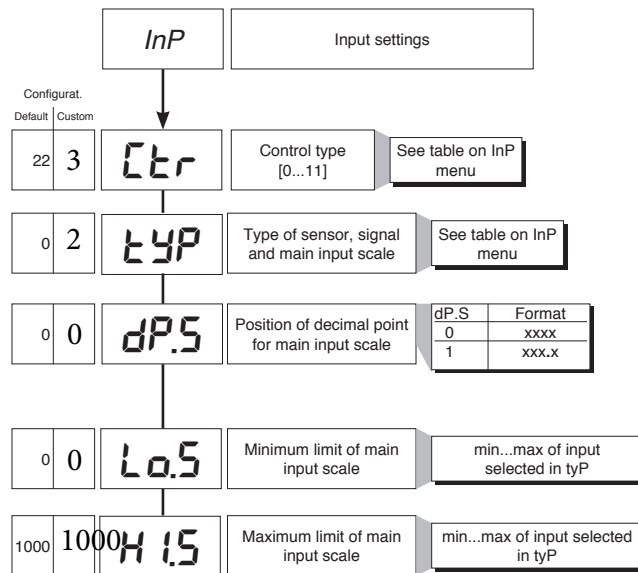 InP
Input settings
Configurat.
Default Custom
22 3
Ctr
Control type
[0...11]
See table on InP
menu
0 2
tYP
Type of sensor, signal
and main input scale
See table on InP
menu
0 0
dP.S
Position of decimal point
for main input scale
dP.S Format
0 xxxx
1 xxx.x
0 0
Lo.S
Minimum limit of main
input scale
min...max of input
selected in tyP
1000 1000
HI.S
Maximum limit of main
input scale
min...max of input selected
in tyP